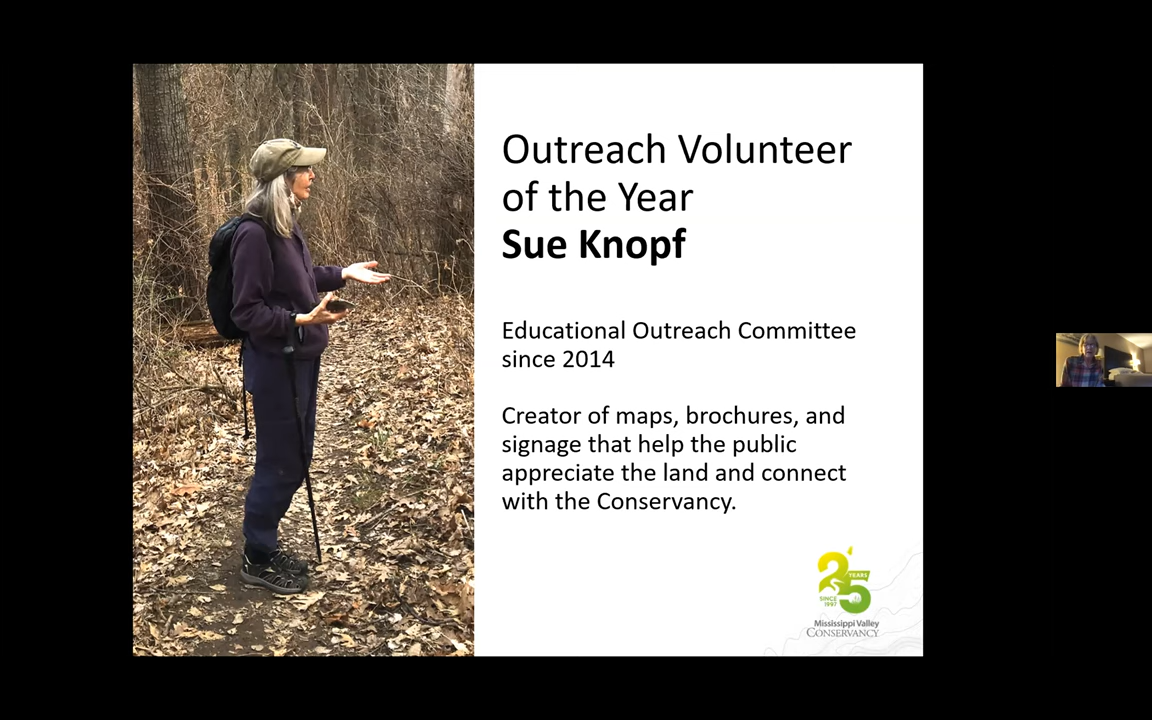 Outreach Volunteer
of the Year
Sue Knopf
Educational Outreach Committee
since 2014
Creator of maps, brochures, and
signage that help the public
appreciate the land and connect
with the Conservancy.
25
YEARS
SINCE
1997
Mississippi Valley
CONSERVANCY